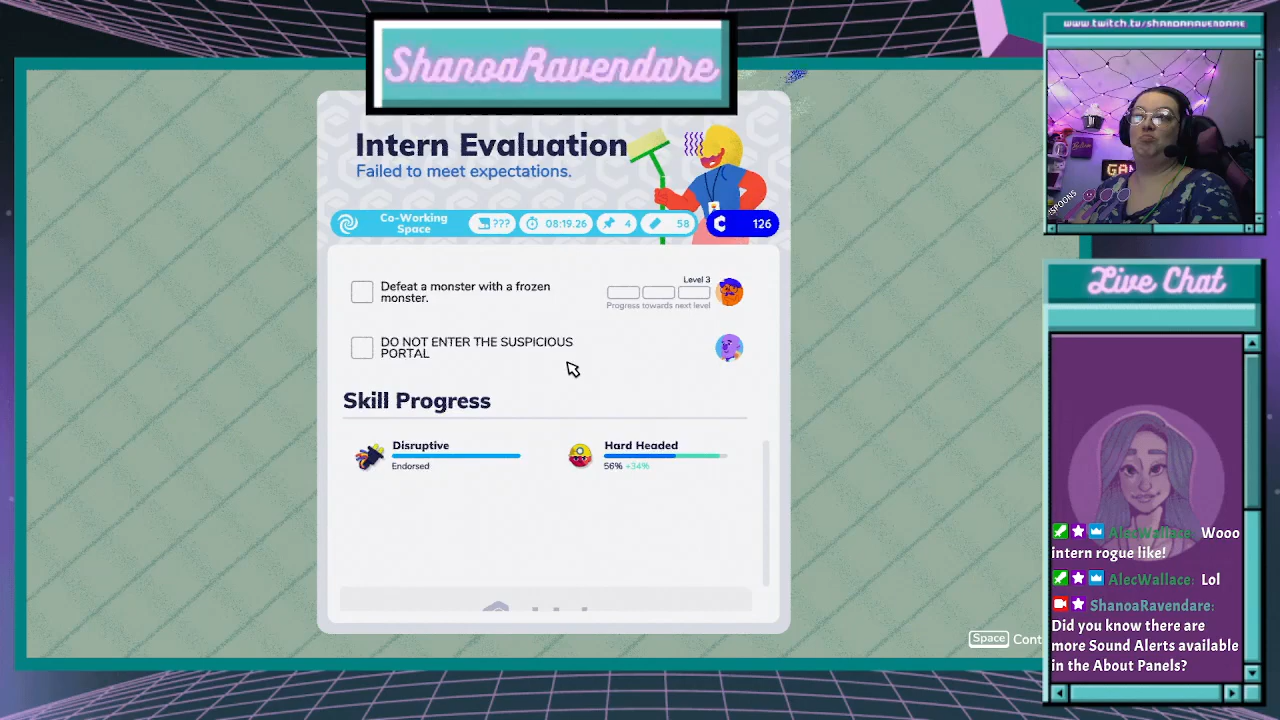 www.twitch.tv/shanoaravendare
ShanoaRavendare
Intern Evaluation
Failed to meet expectations.
Co-Working
Space
???
08:19.26
4
58
126
Defeat a monster with a frozen
monster.
Level 3
Progress towards next level
DO NOT ENTER THE SUSPICIOUS
PORTAL
Skill Progress
Disruptive
Endorsed
Hard Headed
56% +34%
Space Cont
SPOONS
Live Chat
AlecWallace: Wooo
intern rogue like!
AlecWallace: Lol
ShanoaRavendare:
Did you know there are
more Sound Alerts available
in the About Panels?